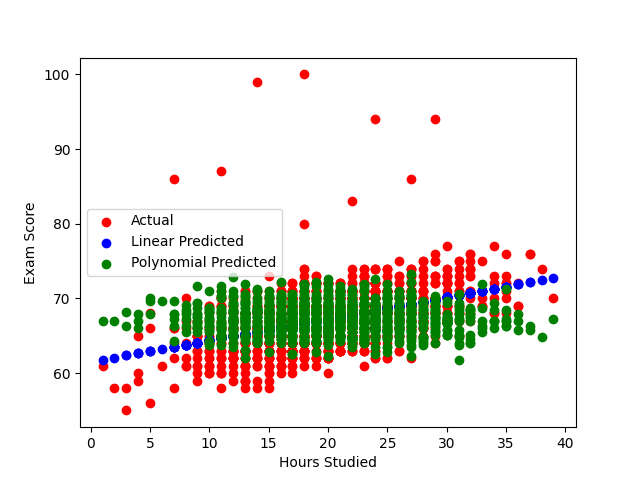 100
90
80
70
60
Exam Score
Actual
Linear Predicted
Polynomial Predicted
0 5 10 15 20 25 30 35 40
Hours Studied